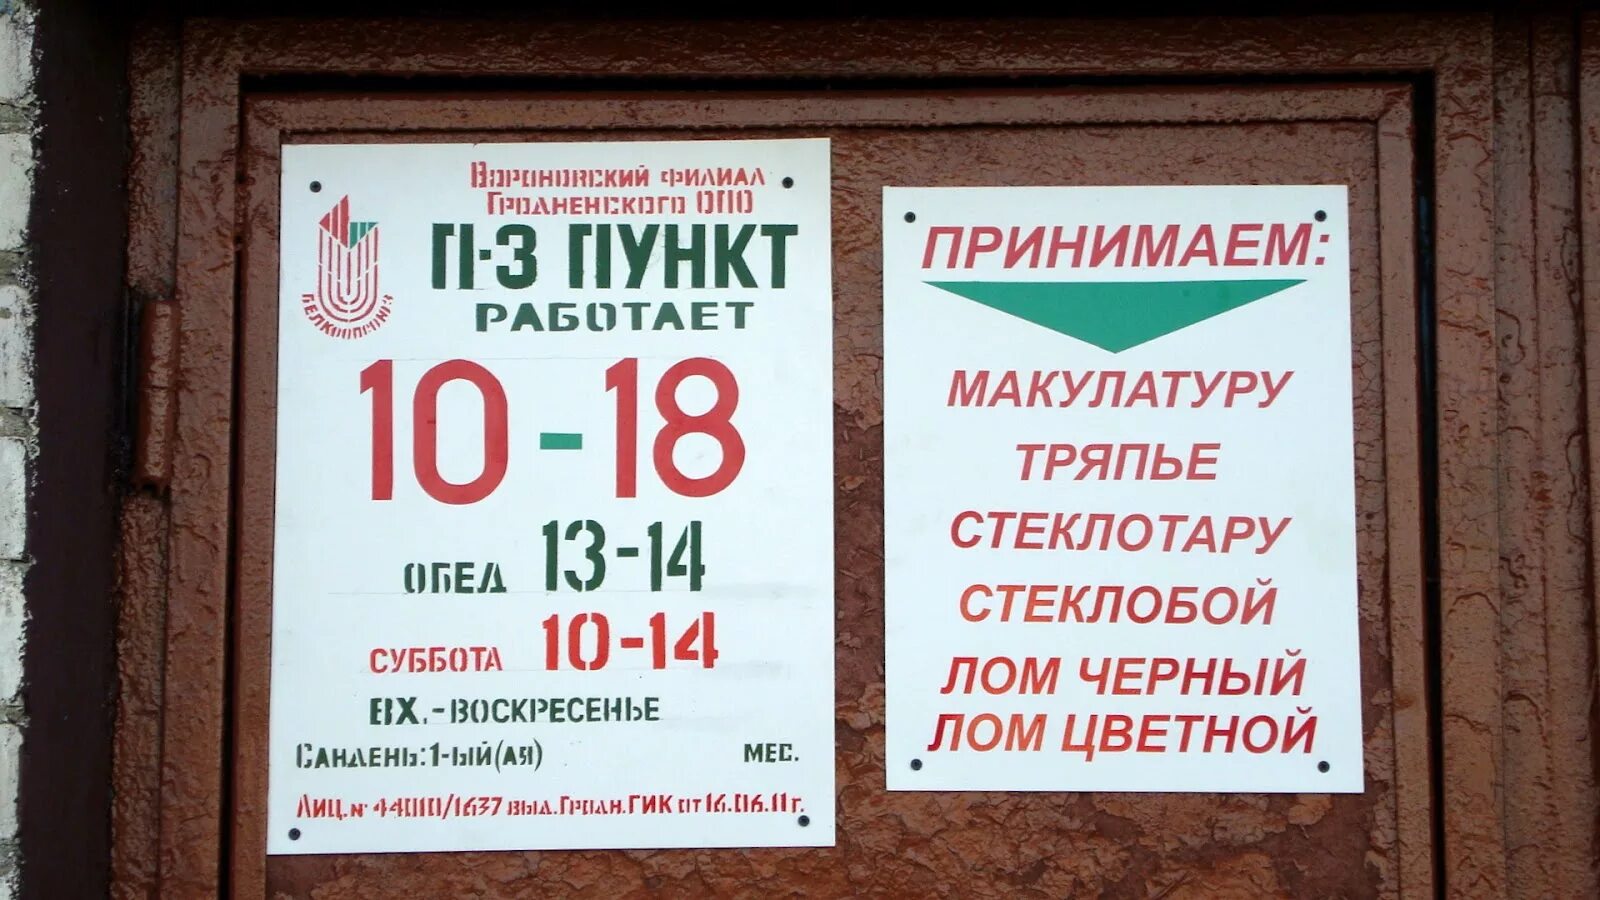 Вороновский филиал
Гродненского ОПО
П-З ПУНКТ
РАБОТАЕТ
БЕЛКООПСОЮЗ
10-18
ОБЕД 13-14
СУББОТА 10-14
ВХ.-ВОСКРЕСЕНЬЕ
САНДЕНЬ:1-ЫЙ(АЯ) МЕС.
Лиц.№ 44010/1637 выд.Гродн.ГИК от 16.06.11г.
ПРИНИМАЕМ:
МАКУЛАТУРУ
ТРЯПЬЕ
СТЕКЛОТАРУ
СТЕКЛОБОЙ
ЛОМ ЧЕРНЫЙ
ЛОМ ЦВЕТНОЙ